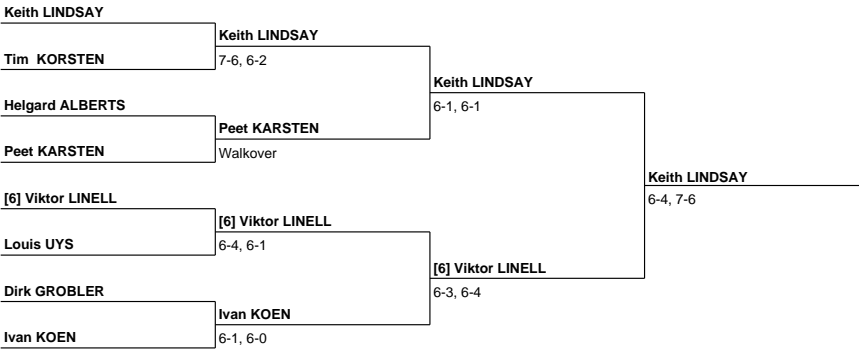 Keith LINDSAY
Keith LINDSAY
Tim KORSTEN
7-6, 6-2
Keith LINDSAY
Helgard ALBERTS
6-1, 6-1
Peet KARSTEN
Peet KARSTEN
Walkover
Keith LINDSAY
[6] Viktor LINELL
6-4, 7-6
[6] Viktor LINELL
Louis UYS
6-4, 6-1
[6] Viktor LINELL
Dirk GROBLER
6-3, 6-4
Ivan KOEN
Ivan KOEN
6-1, 6-0